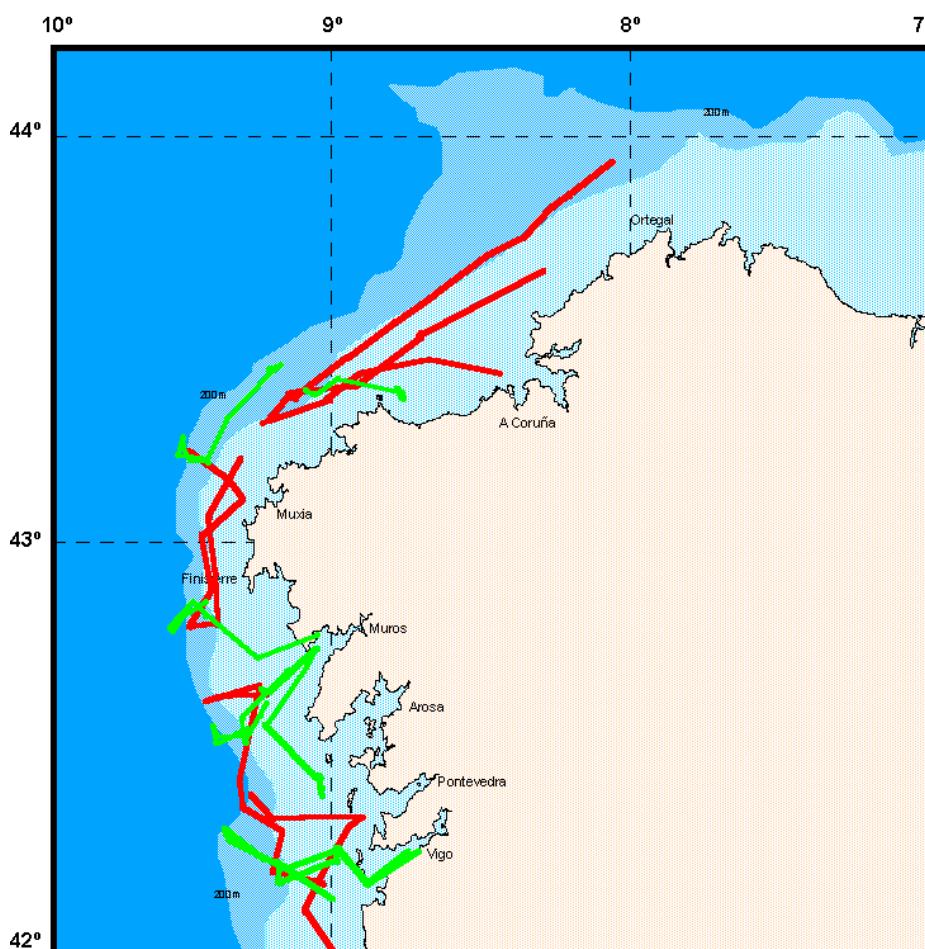 10º 9º 8º 7
44º
200 m
Ortegal
200 m
A Coruña
Muxia
43º
Finisterre
Muros
Arosa
Pontevedra
Vigo
200 m
42º